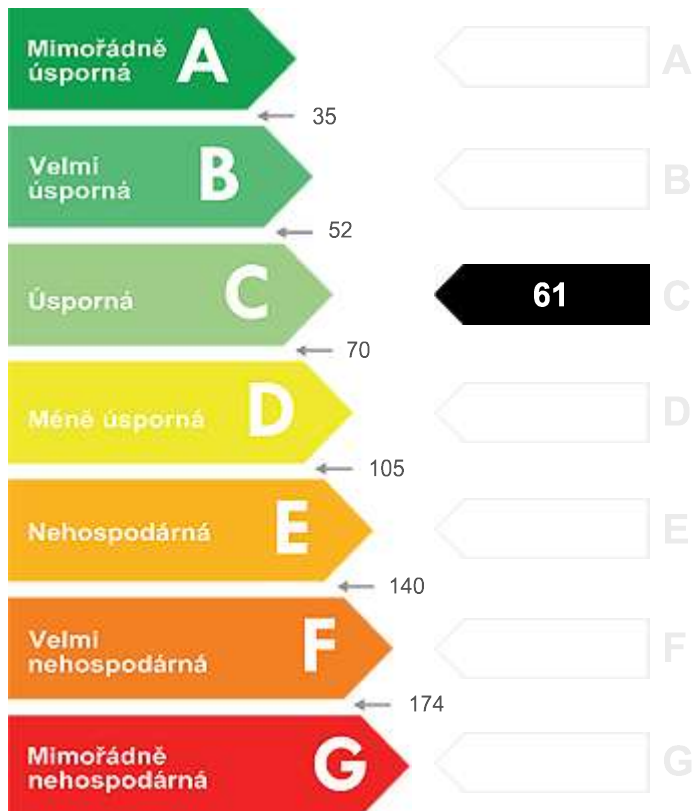 Mimořádně
úsporná
A
A
35
Velmi
úsporná
B
B
52
Úsporná
C
61
C
70
Méně úsporná
D
D
105
Nehospodárná
E
E
140
Velmi
nehospodárná
F
F
174
Mimořádně
nehospodárná
G
G